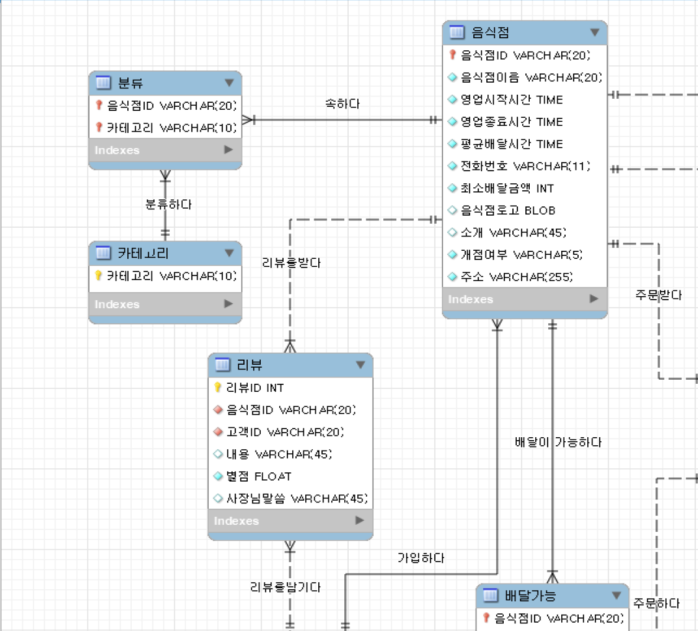 음식점
음식점ID VARCHAR(20)
음식점이름 VARCHAR(20)
영업시작시간 TIME
영업종료시간 TIME
평균배달시간 TIME
전화번호 VARCHAR(11)
최소배달금액 INT
음식점로고 BLOB
소개 VARCHAR(45)
개점여부 VARCHAR(5)
주소 VARCHAR(255)
Indexes
분류
음식점ID VARCHAR(20)
카테고리 VARCHAR(10)
Indexes
속하다
분류하다
카테고리
카테고리 VARCHAR(10)
Indexes
리뷰를받다
주문받다
리뷰
리뷰ID INT
음식점ID VARCHAR(20)
고객ID VARCHAR(20)
내용 VARCHAR(45)
별점 FLOAT
사장님말씀 VARCHAR(45)
Indexes
배달이 가능하다
가입하다
리뷰를남기다
배달가능
음식점ID VARCHAR(20)
주문하다